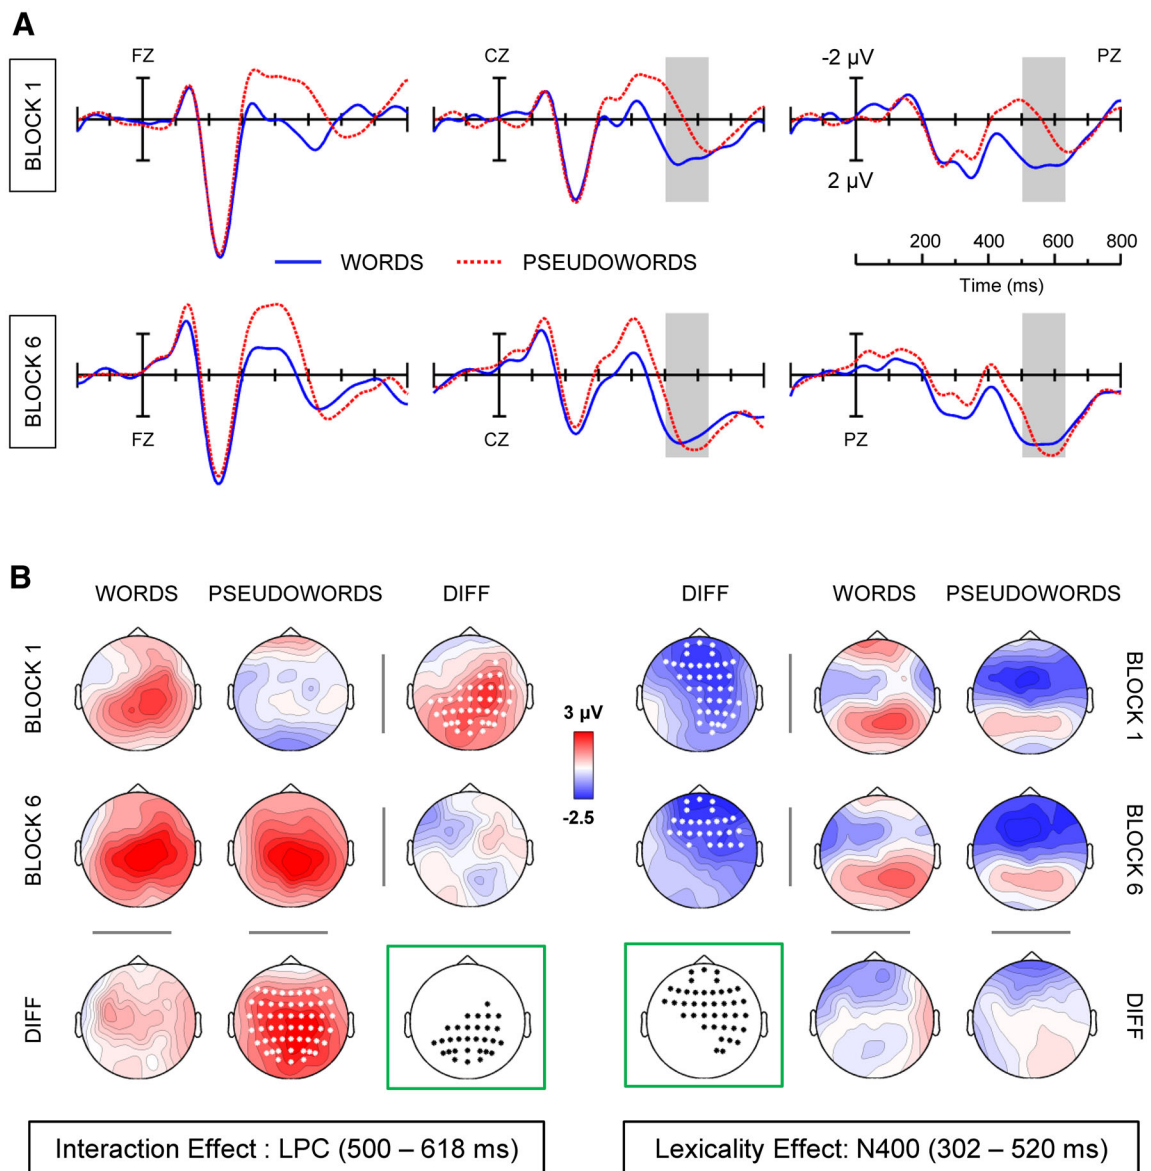 A
BLOCK 1
FZ
CZ
-2 µV
PZ
2 µV
WORDS
PSEUDOWORDS
200 400 600 800
Time (ms)
BLOCK 6
FZ
CZ
PZ
B
WORDS PSEUDOWORDS DIFF DIFF WORDS PSEUDOWORDS
BLOCK 1
BLOCK 1
3 µV
-2.5
BLOCK 6
BLOCK 6
DIFF
DIFF
Interaction Effect : LPC (500 – 618 ms)
Lexicality Effect: N400 (302 – 520 ms)